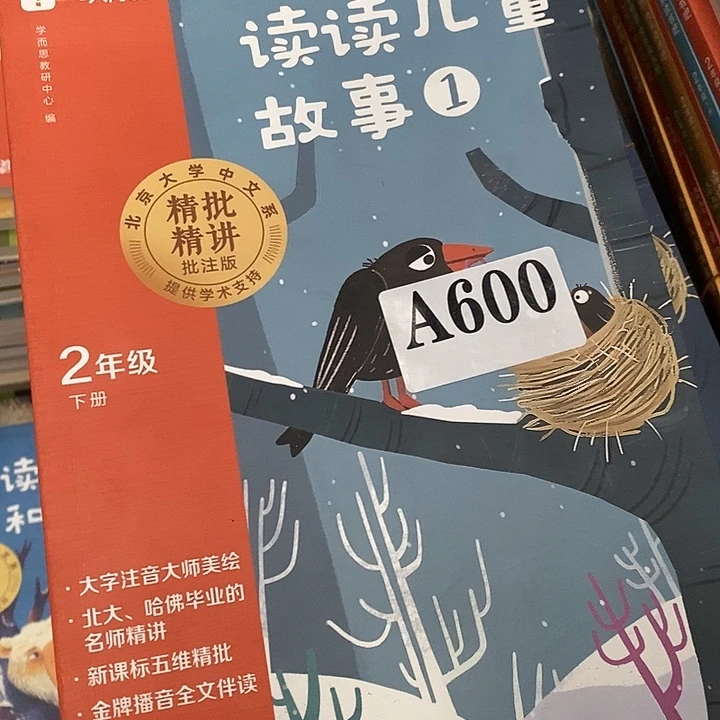 学而思教研中心 编
读读儿童
故事1
北京大学中文系
精批
精讲
批注版
提供学术支持
A600
2年级
下册
· 大字注音大师美绘
· 北大、哈佛毕业的
名师精讲
· 新课标五维精批
· 金牌播音全文伴读
读
和